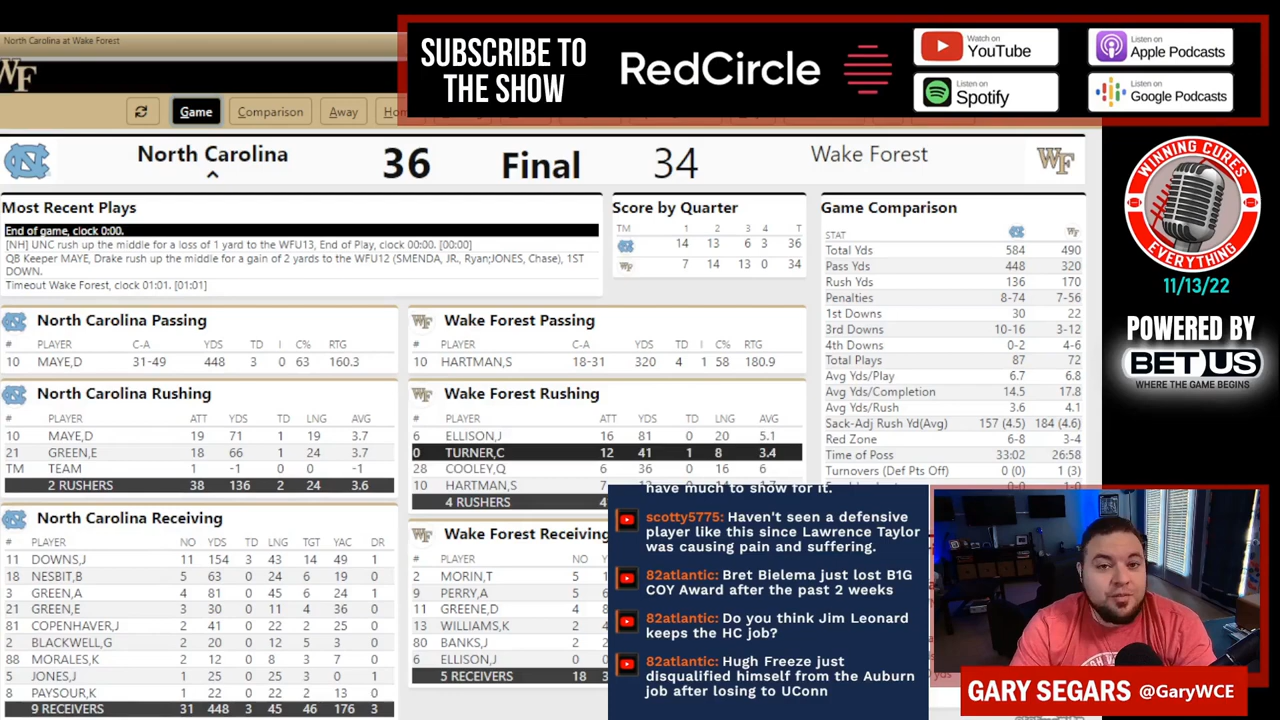 North Carolina at Wake Forest
WF
Game
Comparison
Away
SUBSCRIBE TO
THE SHOW
RedCircle
Watch on
YouTube
Listen on
Apple Podcasts
Listen on
Spotify
Listen on
Google Podcasts
WINNING CURES
EVERYTHING
11/13/22
POWERED BY
BETUS
WHERE THE GAME BEGINS
North Carolina 36 Final 34 Wake Forest
WF
Most Recent Plays
End of game, clock 0:00.
[NH] UNC rush up the middle for a loss of 1 yard to the WFU13, End of Play, clock 00:00. [00:00]
QB Keeper MAYE, Drake rush up the middle for a gain of 2 yards to the WFU12 (SMENDA, JR., Ryan;JONES, Chase), 1ST
DOWN.
Timeout Wake Forest, clock 01:01. [01:01]
Score by Quarter
TM 1 2 3 4 T
14 13 6 3 36
7 14 13 0 34
Game Comparison
STAT
Total Yds 584 490
Pass Yds 448 320
Rush Yds 136 170
Penalties 8-74 7-56
1st Downs 30 22
3rd Downs 10-16 3-12
4th Downs 0-2 4-6
Total Plays 87 72
Avg Yds/Play 6.7 6.8
Avg Yds/Completion 14.5 17.8
Avg Yds/Rush 3.6 4.1
Sack-Adj Rush Yd(Avg) 157 (4.5) 184 (4.6)
Red Zone 6-8 3-4
Time of Poss 33:02 26:58
Turnovers (Def Pts Off) 0 (0) 1 (3)
North Carolina Passing
# PLAYER C-A YDS TD I C% RTG
10 MAYE,D 31-49 448 3 0 63 160.3
WF Wake Forest Passing
# PLAYER C-A YDS TD I C% RTG
10 HARTMAN,S 18-31 320 4 1 58 180.9
North Carolina Rushing
# PLAYER ATT YDS TD LNG AVG
10 MAYE,D 19 71 1 19 3.7
21 GREEN,E 18 66 1 24 3.7
TM TEAM 1 -1 0 0 -1
2 RUSHERS 38 136 2 24 3.6
WF Wake Forest Rushing
# PLAYER ATT YDS TD LNG AVG
6 ELLISON,J 16 81 0 20 5.1
0 TURNER,C 12 41 1 8 3.4
28 COOLEY,Q 6 36 0 16 6
10 HARTMAN,S 7
4 RUSHERS
North Carolina Receiving
# PLAYER NO YDS TD LNG TGT YAC DR
11 DOWNS,J 11 154 3 43 14 49 1
18 NESBIT,B 5 63 0 24 6 19 0
3 GREEN,A 4 81 0 45 6 24 1
21 GREEN,E 3 30 0 11 4 36 0
81 COPENHAVER,J 2 41 0 22 2 25 0
2 BLACKWELL,G 2 20 0 12 5 3 0
88 MORALES,K 2 12 0 8 3 7 0
5 JONES,J 1 25 0 25 3 0 1
8 PAYSOUR,K 1 22 0 22 2 13 0
9 RECEIVERS 31 448 3 45 46 176 3
WF Wake Forest Receiving
# PLAYER NO
2 MORIN,T 5
9 PERRY,A 5
11 GREENE,D 4
13 WILLIAMS,K 2
80 BANKS,J 2
6 ELLISON,J 0
5 RECEIVERS 18
have much to show for it.
scotty5775: Haven't seen a defensive
player like this since Lawrence Taylor
was causing pain and suffering.
82atlantic: Bret Bielema just lost B1G
COY Award after the past 2 weeks
82atlantic: Do you think Jim Leonard
keeps the HC job?
82atlantic: Hugh Freeze just
disqualified himself from the Auburn
job after losing to UConn
GARY SEGARS @GaryWCE